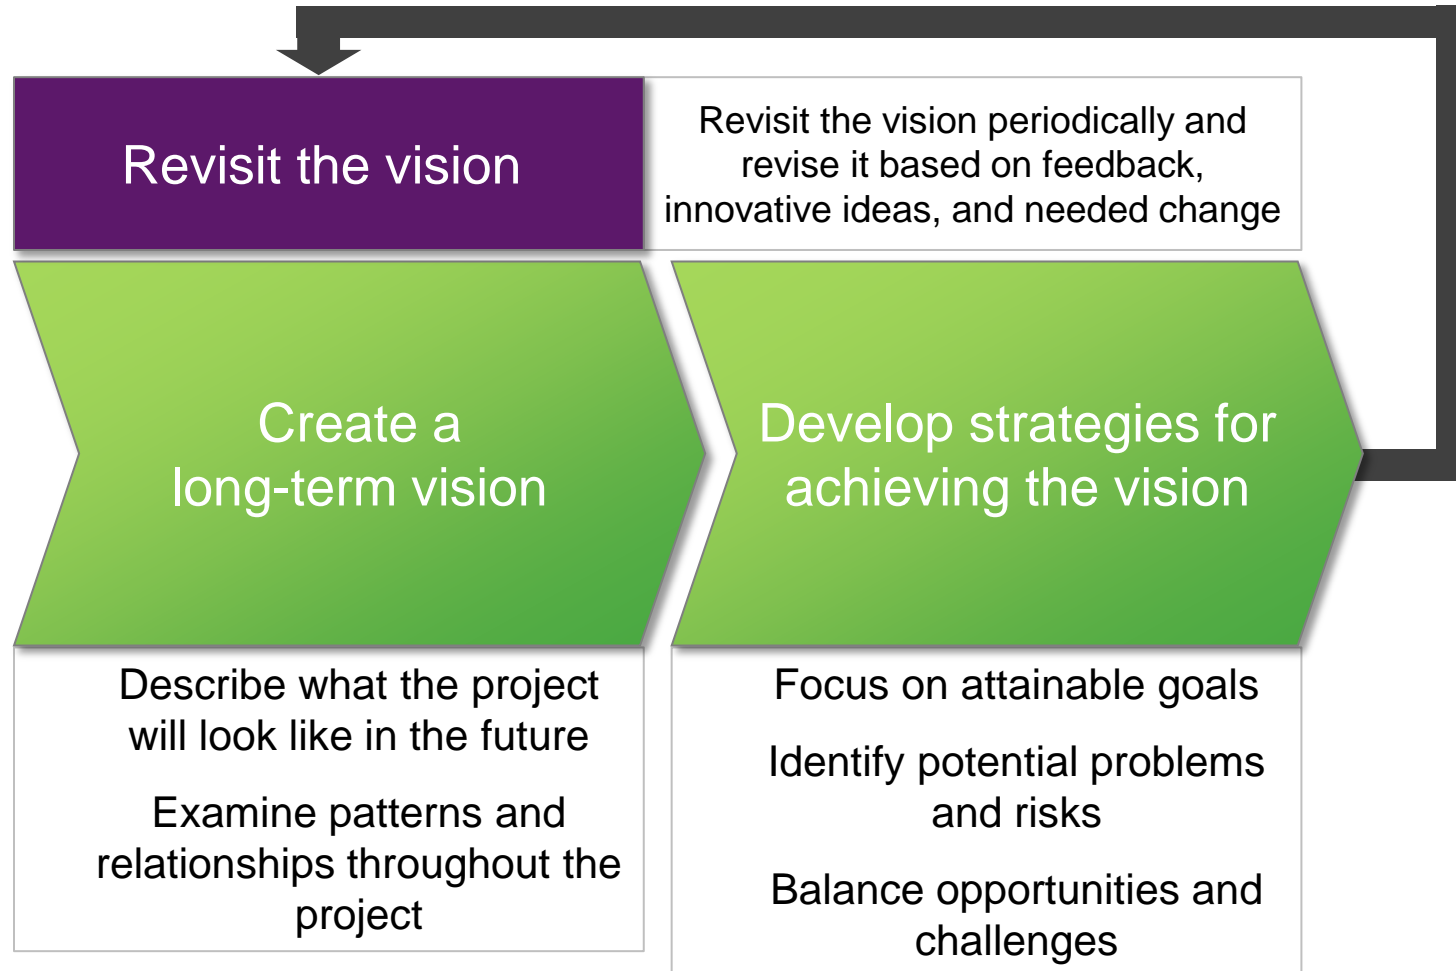 Revisit the vision
Revisit the vision periodically and
revise it based on feedback,
innovative ideas, and needed change
Create a
long-term vision
Develop strategies for
achieving the vision
Describe what the project
will look like in the future
Examine patterns and
relationships throughout the
project
Focus on attainable goals
Identify potential problems
and risks
Balance opportunities and
challenges